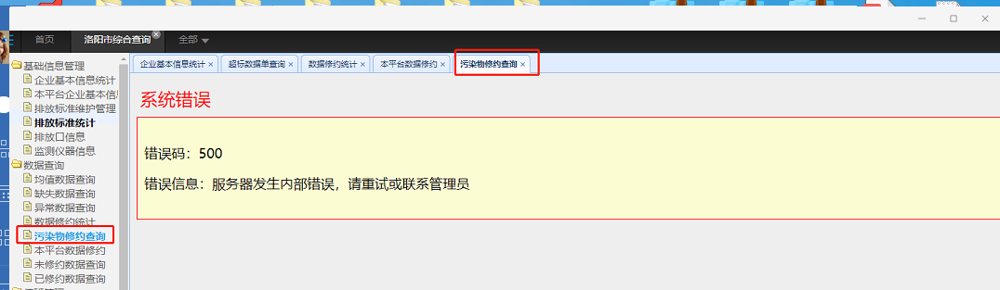 首页 洛阳市综合查询 全部
企业基本信息统计 超标数据单查询 数据修约统计 本平台数据修约 污染物修约查询
基础信息管理
企业基本信息统计
本平台企业基本信息
排放标准维护管理
排放标准统计
排放口信息
监测仪器信息
数据查询
均值数据查询
缺失数据查询
异常数据查询
数据修约统计
污染物修约查询
本平台数据修约
未修约数据查询
已修约数据查询
系统错误
错误码：500
错误信息：服务器发生内部错误，请重试或联系管理员